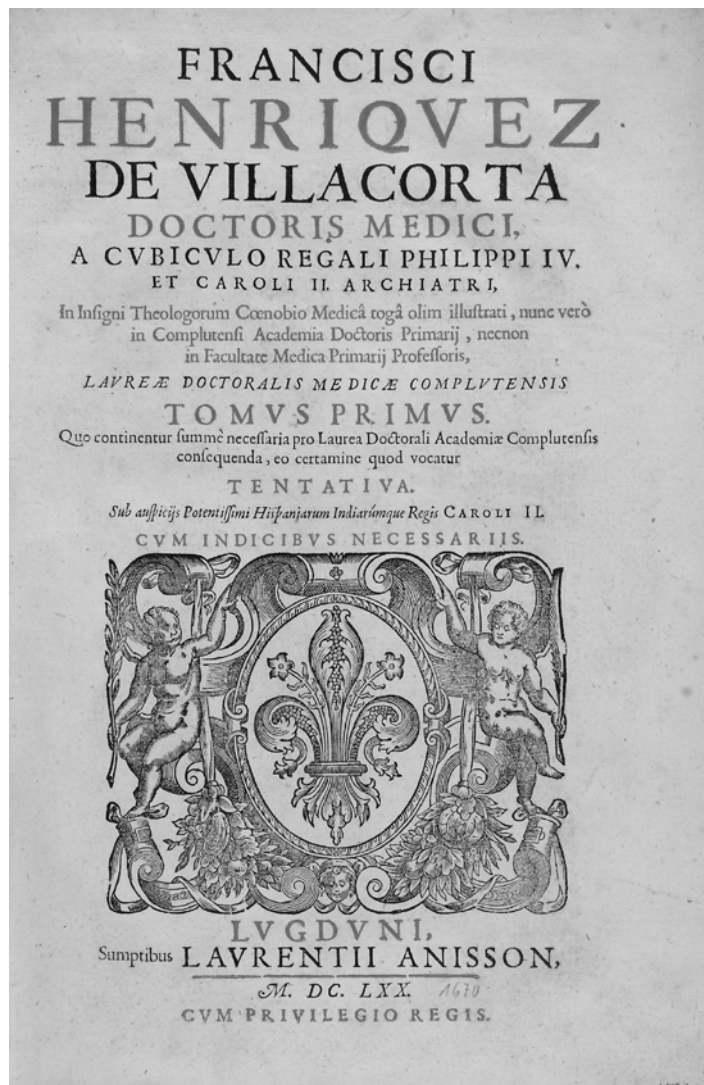 FRANCISCI
HENRIQVEZ
DE VILLACORTA
DOCTORIS MEDICI,
A CVBICVLO REGALI PHILIPPI IV.
ET CAROLI II. ARCHIATRI,
In Insigni Theologorum Cœnobio Medicâ togâ olim illustrati, nunc verò
in Complutensi Academia Doctoris Primarij, necnon
in Facultate Medica Primarij Professoris,
LAVREÆ DOCTORALIS MEDICÆ COMPLVTENSIS
TOMVS PRIMVS.
Quo continentur summè necessaria pro Laurea Doctorali Academiæ Complutensis
consequenda, eo certamine quod vocatur
TENTATIVA.
Sub auspicijs Potentissimi Hispaniarum Indiarúmque Regis CAROLI II.
CVM INDICIBVS NECESSARIIS.
LVGDVNI,
Sumptibus LAVRENTII ANISSON,
M. DC. LXX. 1670
CVM PRIVILEGIO REGIS.